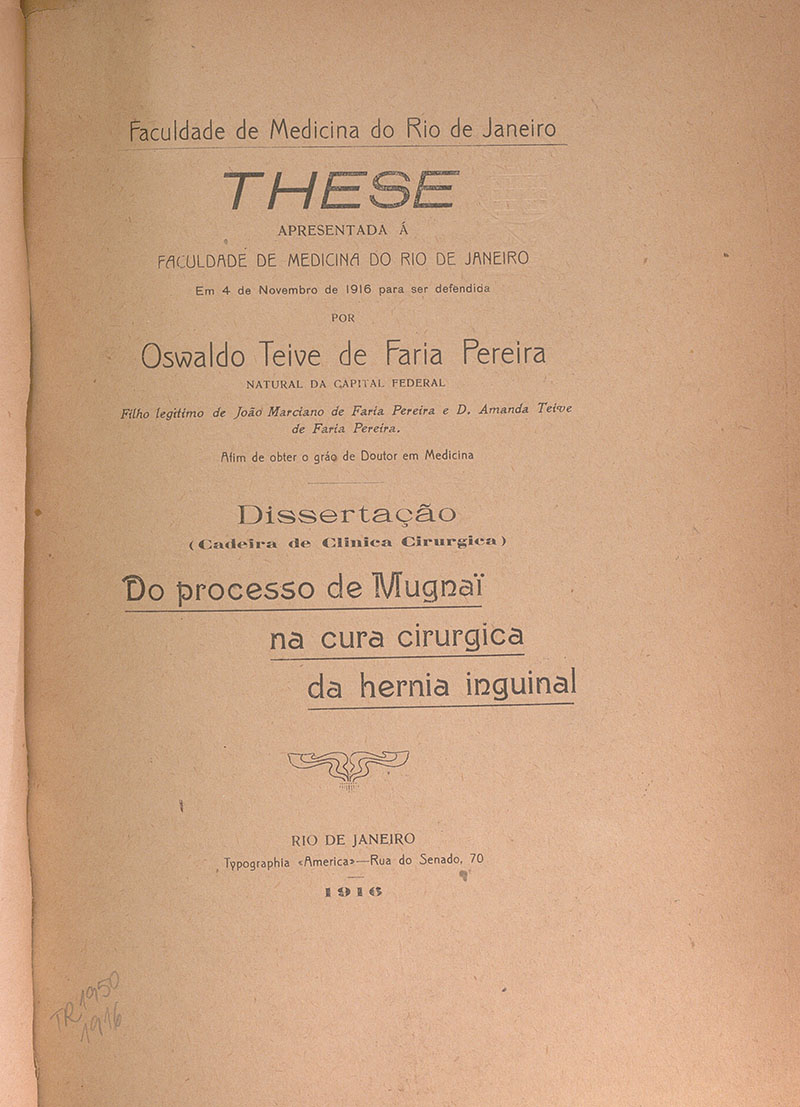 Faculdade de Medicina do Rio de Janeiro
THESE
APRESENTADA Á
FACULDADE DE MEDICINA DO RIO DE JANEIRO
Em 4 de Novembro de 1916 para ser defendida
POR
Oswaldo Teive de Faria Pereira
NATURAL DA CAPITAL FEDERAL
Filho legitimo de João Marciano de Faria Pereira e D. Amanda Teive
de Faria Pereira.
Afim de obter o gráo de Doutor em Medicina
Dissertação
(Cadeira de Clinica Cirurgica)
Do processo de Mugnaï
na cura cirurgica
da hernia inguinal
RIO DE JANEIRO
Typographia «America»—Rua do Senado, 70
1916
TR 1950
1916